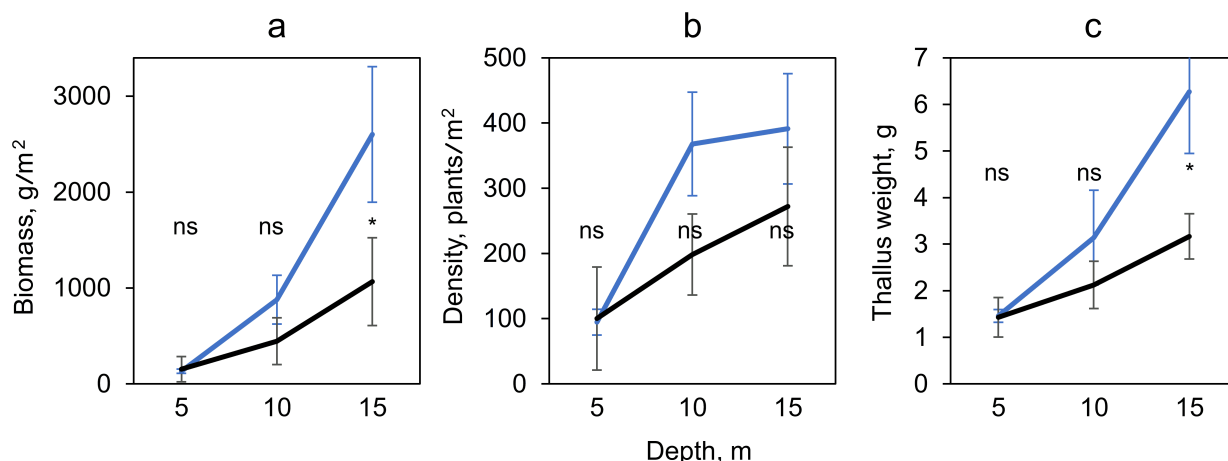 a
Biomass, g/m²
3000
2000
1000
0
ns
ns
*
5
10
15
b
Density, plants/m²
500
400
300
200
100
0
ns
ns
ns
5
10
15
Depth, m
c
Thallus weight, g
7
6
5
4
3
2
1
0
ns
ns
*
5
10
15